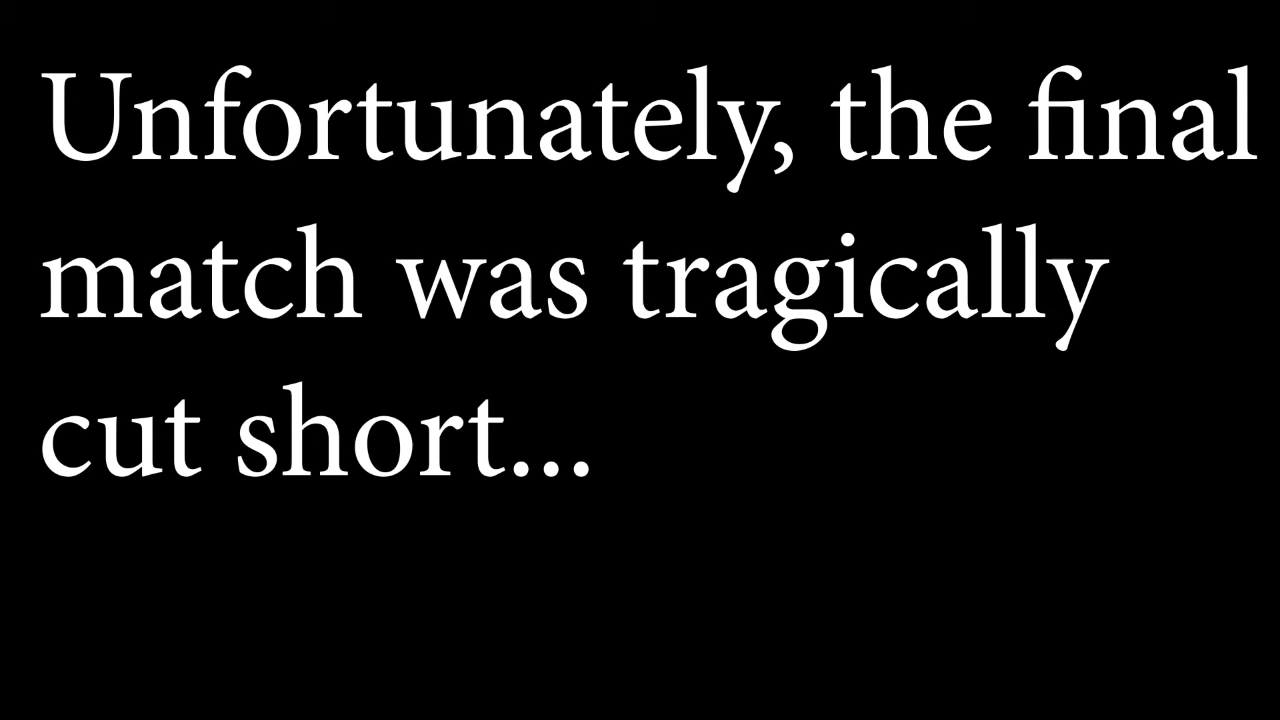 Unfortunately, the final
match was tragically
cut short...